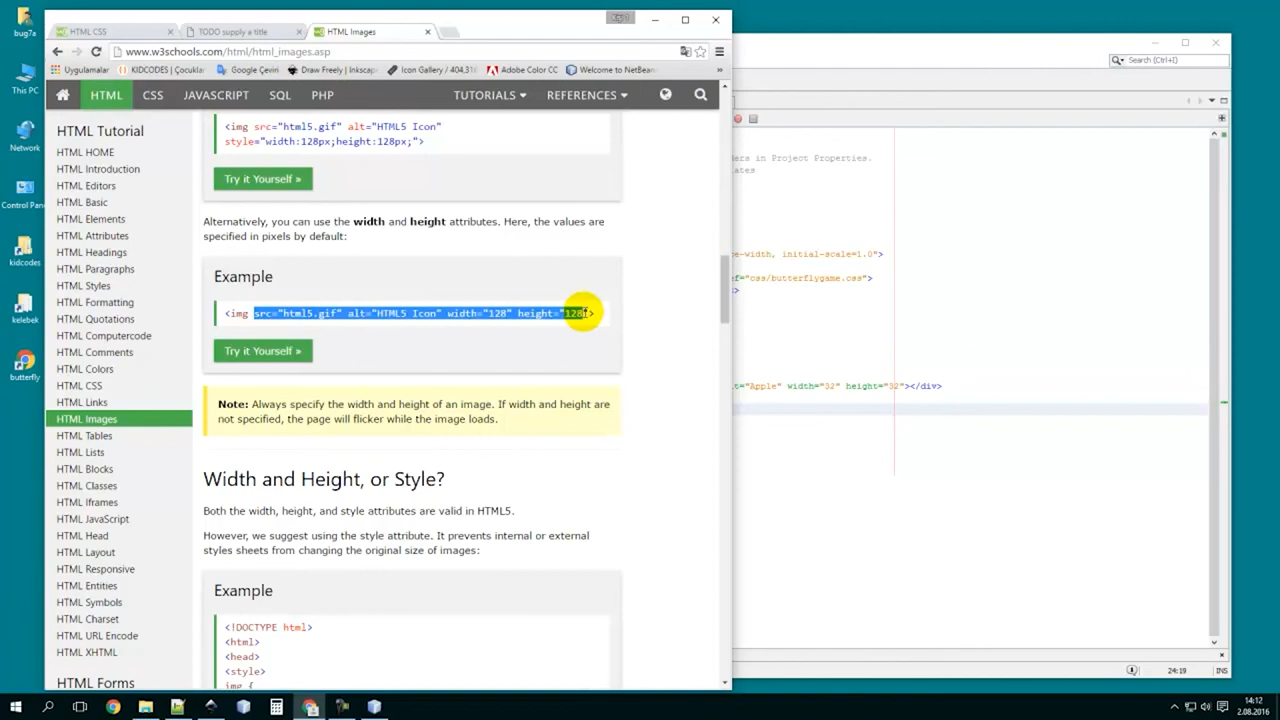 bug7a
This PC
Network
Control Pan
kidcodes
kelebek
butterfly
HTML CSS
TODO supply a title
HTML Images
www.w3schools.com/html/html_images.asp
Uygulamalar
KIDCODES | Çocuklar
Google Çeviri
Draw Freely | Inkscap
Icon Gallery / 404,31
Adobe Color CC
Welcome to NetBean
»
HTML
CSS
JAVASCRIPT
SQL
PHP
TUTORIALS
REFERENCES
HTML Tutorial
HTML HOME
HTML Introduction
HTML Editors
HTML Basic
HTML Elements
HTML Attributes
HTML Headings
HTML Paragraphs
HTML Styles
HTML Formatting
HTML Quotations
HTML Computercode
HTML Comments
HTML Colors
HTML CSS
HTML Links
HTML Images
HTML Tables
HTML Lists
HTML Blocks
HTML Classes
HTML Iframes
HTML JavaScript
HTML Head
HTML Layout
HTML Responsive
HTML Entities
HTML Symbols
HTML Charset
HTML URL Encode
HTML XHTML
HTML Forms
<img src="html5.gif" alt="HTML5 Icon"
style="width:128px;height:128px;">
Try it Yourself »
Alternatively, you can use the width and height attributes. Here, the values are
specified in pixels by default:
Example
<img src="html5.gif" alt="HTML5 Icon" width="128" height="128">
Try it Yourself »
Note: Always specify the width and height of an image. If width and height are
not specified, the page will flicker while the image loads.
Width and Height, or Style?
Both the width, height, and style attributes are valid in HTML5.
However, we suggest using the style attribute. It prevents internal or external
styles sheets from changing the original size of images:
Example
<!DOCTYPE html>
<html>
<head>
<style>
img {
Search (Ctrl+I)
ders in Project Properties.
ates
e-width, initial-scale=1.0">
ef="css/butterflygame.css">
>
t="Apple" width="32" height="32"></div>
24:19
INS
14:12
2.08.2016